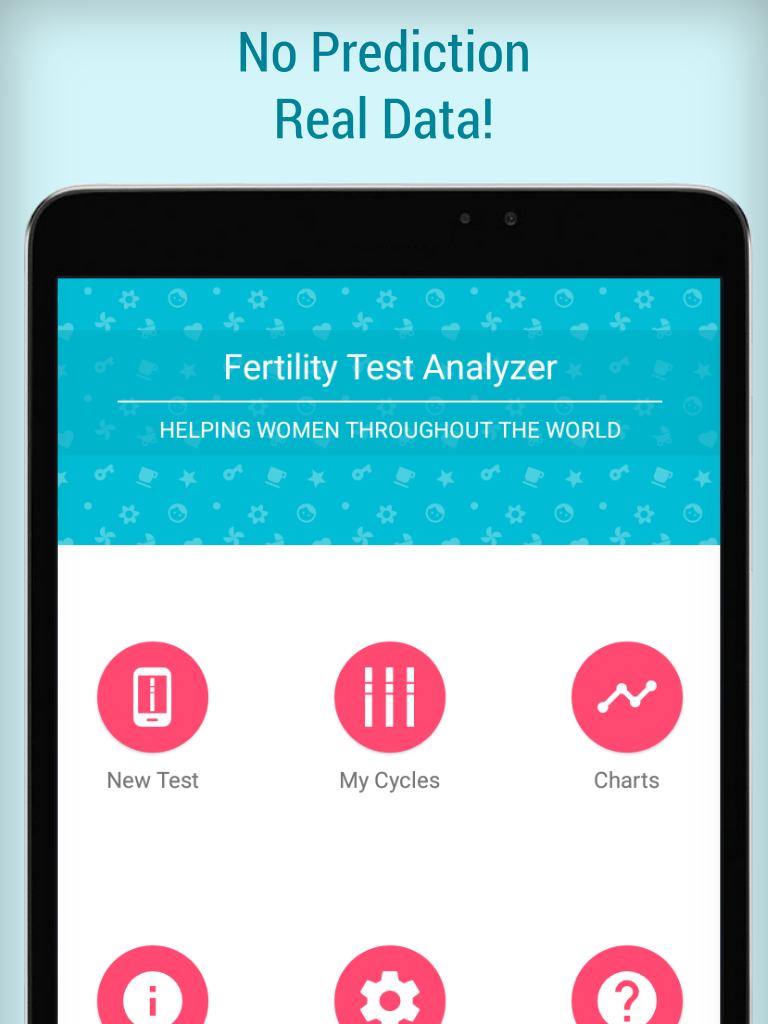 No Prediction
Real Data!
Fertility Test Analyzer
HELPING WOMEN THROUGHOUT THE WORLD
New Test
My Cycles
Charts